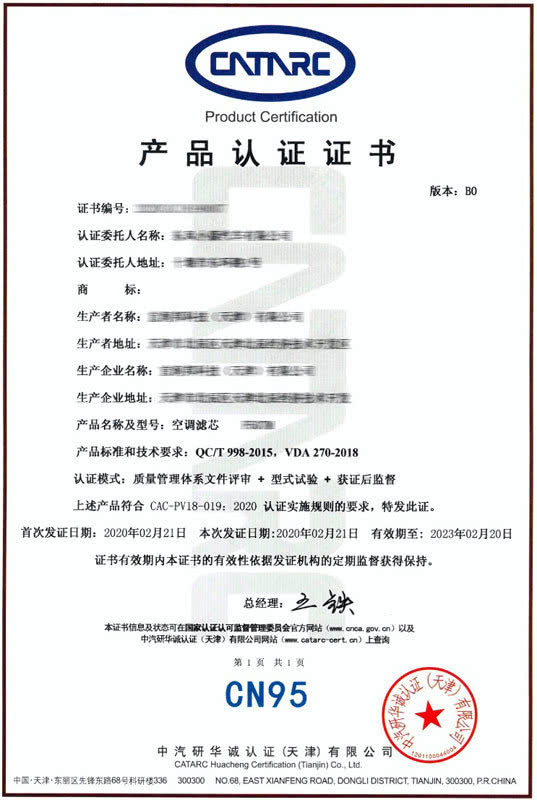 CATARC
Product Certification
产品认证证书
版本：B0
证书编号：
认证委托人名称：
认证委托人地址：
商 标：
生产者名称：
生产者地址：
生产企业名称：
生产企业地址：
产品名称及型号：空调滤芯
产品标准和技术要求：QC/T 998-2015，VDA 270-2018
认证模式：质量管理体系文件评审 + 型式试验 + 获证后监督
上述产品符合 CAC-PV18-019：2020 认证实施规则的要求，特发此证。
首次发证日期：2020年02月21日 本次发证日期:2020年02月21日 有效期至: 2023年02月20日
证书有效期内本证书的有效性依据发证机构的定期监督获得保持。
总经理：王铁
本证书信息及状态可在国家认证认可监督管理委员会官方网站（www.cnca.gov.cn）以及
中汽研华诚认证（天津）有限公司网站（www.catarc-cert.cn）上查询
第 1 页 共 1 页
CN95
中汽研华诚认证（天津）有限公司
1201100044004
中汽研华诚认证(天津)有限公司
CATARC Huacheng Certification (Tianjin) Co., Ltd.
中国·天津·东丽区先锋东路68号科研楼336 300300 NO.68, EAST XIANFENG ROAD, DONGLI DISTRICT, TIANJIN, 300300, P.R.CHINA